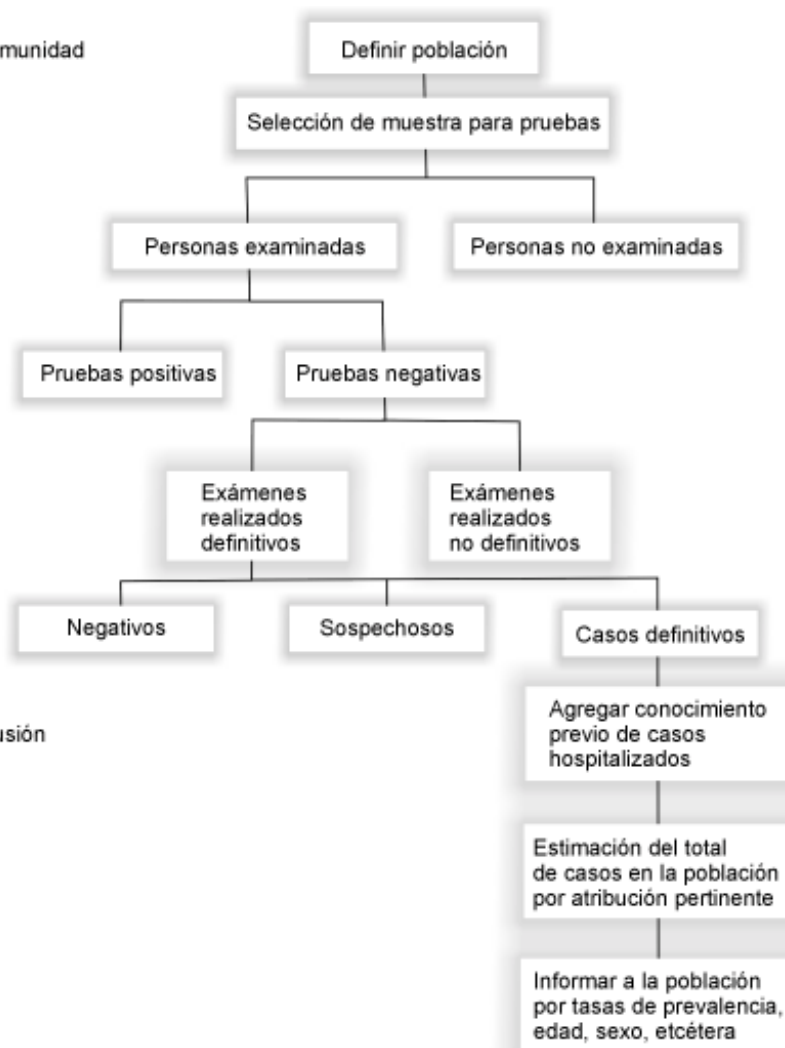 munidad
Definir población
Selección de muestra para pruebas
Personas examinadas
Personas no examinadas
Pruebas positivas
Pruebas negativas
Exámenes
realizados
definitivos
Exámenes
realizados
no definitivos
Negativos
Sospechosos
Casos definitivos
usión
Agregar conocimiento
previo de casos
hospitalizados
Estimación del total
de casos en la población
por atribución pertinente
Informar a la población
por tasas de prevalencia,
edad, sexo, etcétera